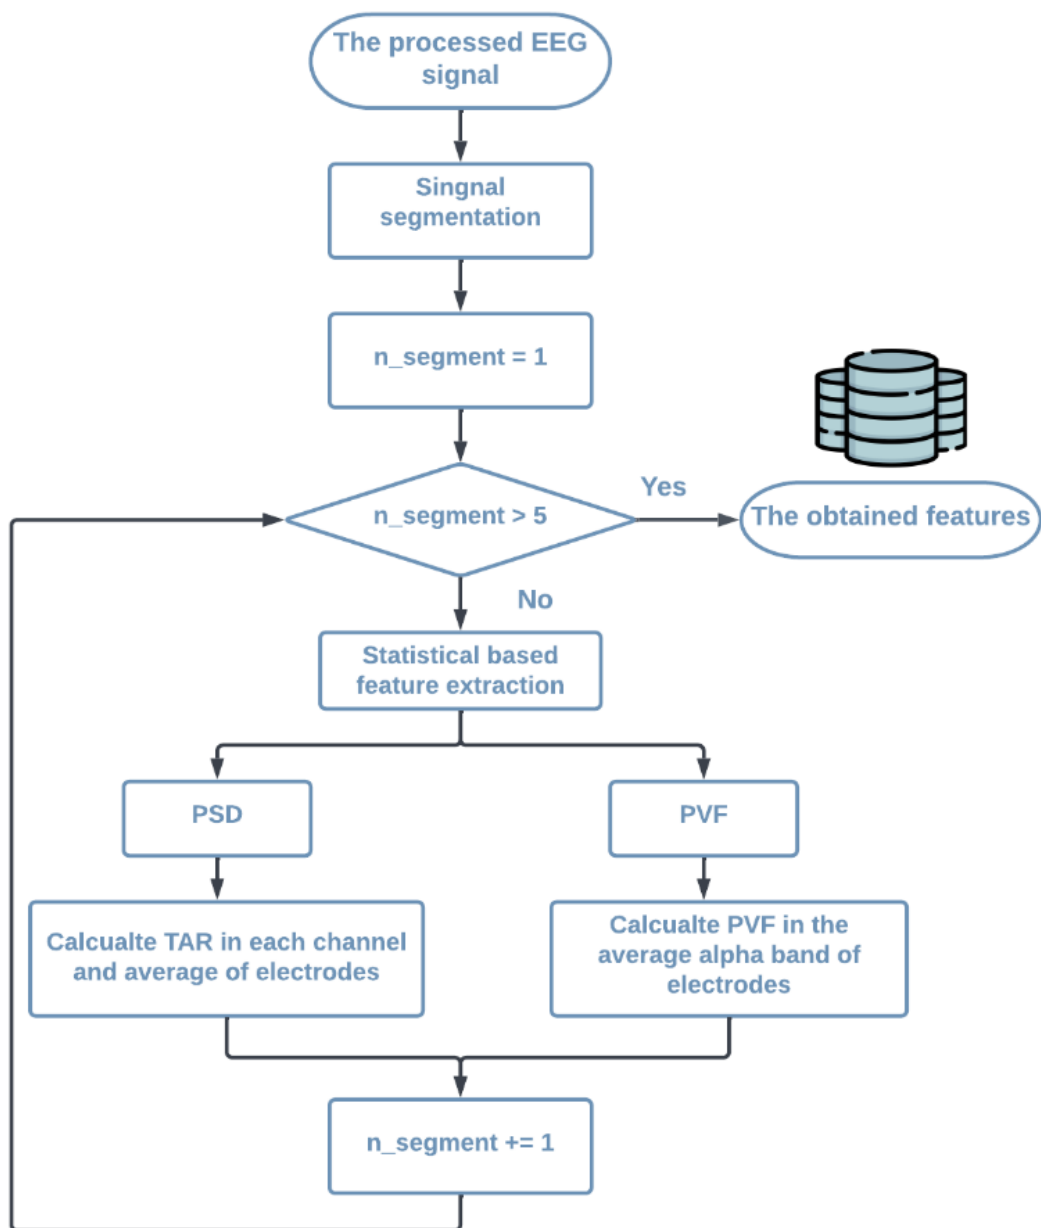 The processed EEG
signal
Singnal
segmentation
n_segment = 1
n_segment > 5
Yes
The obtained features
No
Statistical based
feature extraction
PSD
PVF
Calcualte TAR in each channel
and average of electrodes
Calcualte PVF in the
average alpha band of
electrodes
n_segment += 1